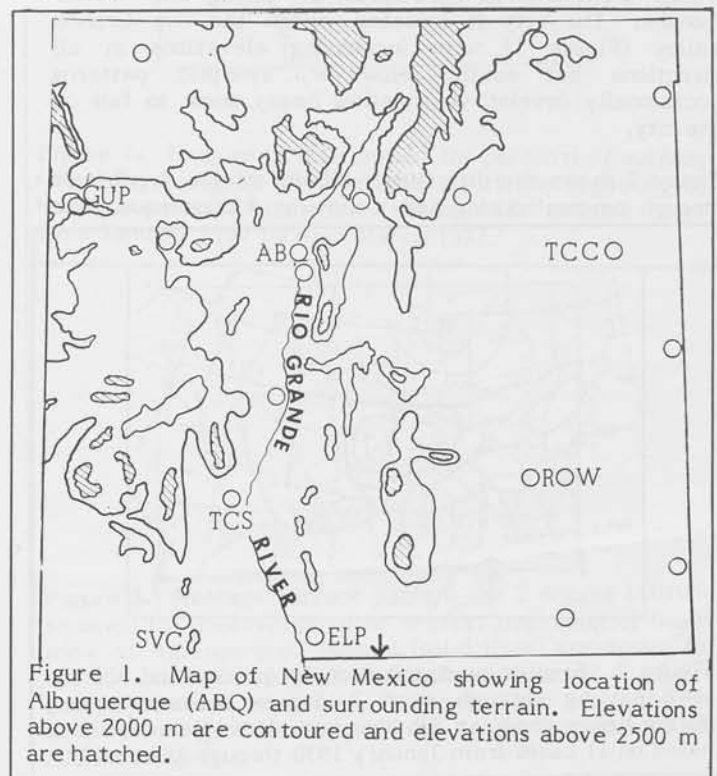 GUP
AB
TCC
RIO GRANDE
ROW
TCS
RIVER
SVC
ELP
Figure 1. Map of New Mexico showing location of
Albuquerque (ABQ) and surrounding terrain. Elevations
above 2000 m are contoured and elevations above 2500 m
are hatched.